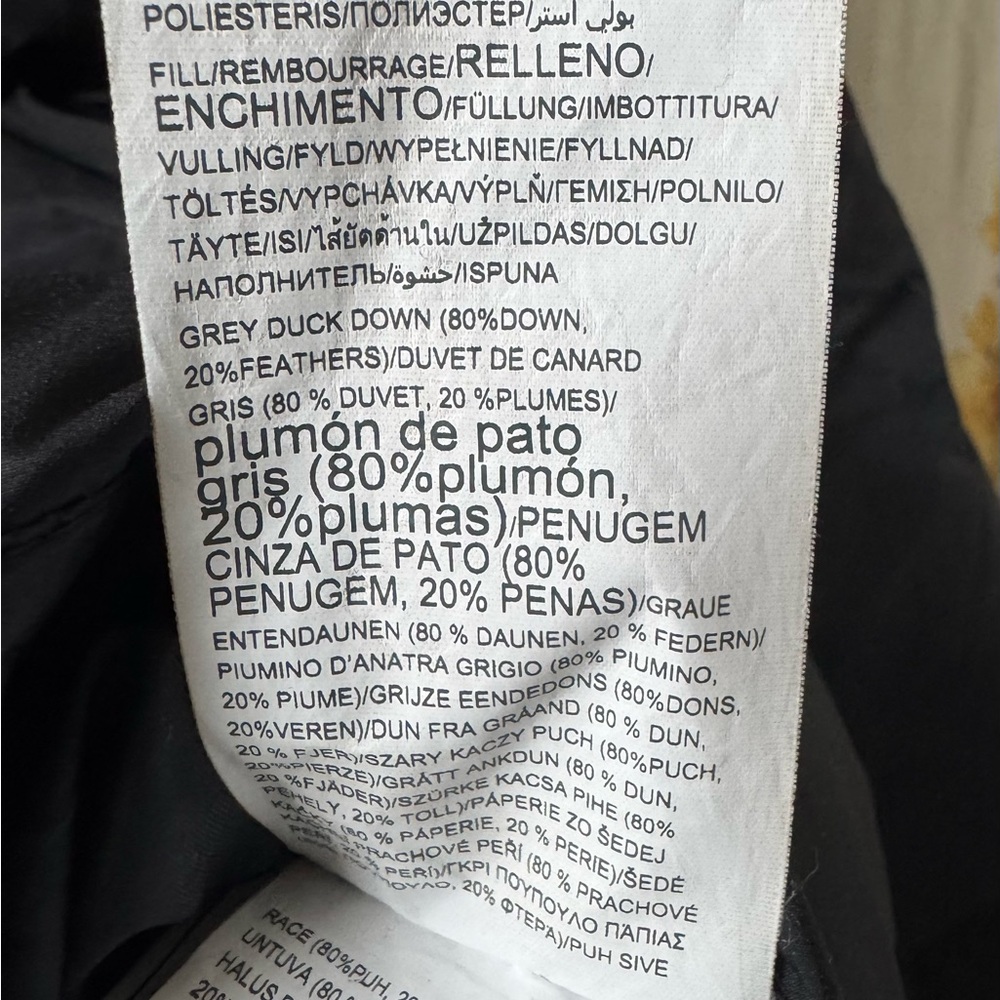 POLIESTERIS/ПОЛИЭСТЕР/بولي استر
FILL/REMBOURRAGE/RELLENO/
ENCHIMENTO/FÜLLUNG/IMBOTTITURA/
VULLING/FYLD/WYPEŁNIENIE/FYLLNAD/
TÖLTÉS/VYPCHÁVKA/VÝPLŇ/ΓΕΜΙΣΗ/POLNILO/
TÄYTE/ISI/ไส้ยัดด้านใน/UŽPILDAS/DOLGU/
НАПОЛНИТЕЛЬ/حشوة/ISPUNA
GREY DUCK DOWN (80%DOWN,
20%FEATHERS)/DUVET DE CANARD
GRIS (80 % DUVET, 20 %PLUMES)/
plumón de pato
gris (80%plumón,
20%plumas)/PENUGEM
CINZA DE PATO (80%
PENUGEM, 20% PENAS)/GRAUE
ENTENDAUNEN (80 % DAUNEN, 20 % FEDERN)/
PIUMINO D'ANATRA GRIGIO (80% PIUMINO,
20% PIUME)/GRIJZE EENDEDONS (80%DONS,
20%VEREN)/DUN FRA GRÅAND (80 % DUN,
20 % FJER)/SZARY KACZY PUCH (80%PUCH,
20%PIERZE)/GRÅTT ANKDUN (80 % DUN,
20 %FJÄDER)/SZÜRKE KACSA PIHE (80%
PEHELY, 20% TOLL)/PÁPERIE ZO ŠEDEJ
KAČKY (80 % PÁPERIE, 20 % PERIE)/ŠEDÉ
PRACHOVÉ PEŘÍ (80 % PRACHOVÉ
PEŘÍ)/ΓΚΡΙ ΠΟΥΠΟΥΛΟ ΠΑΠΙΑΣ
20% ΦΤΕΡΑ)/PUH SIVE
RACE (80%PUH,
UNTUVA (80
HALUS